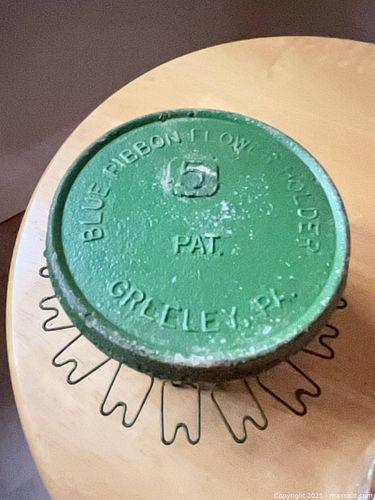 BLUE RIBBON FLOWER HOLDER
5
PAT.
GREELEY, PA.
Copyright 2025 - maxsold.com